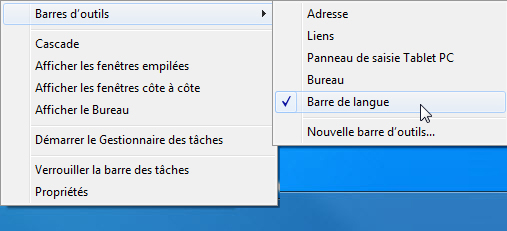 Barres d'outils
Cascade
Afficher les fenêtres empilées
Afficher les fenêtres côte à côte
Afficher le Bureau
Démarrer le Gestionnaire des tâches
Verrouiller la barre des tâches
Propriétés
Adresse
Liens
Panneau de saisie Tablet PC
Bureau
Barre de langue
Nouvelle barre d'outils...